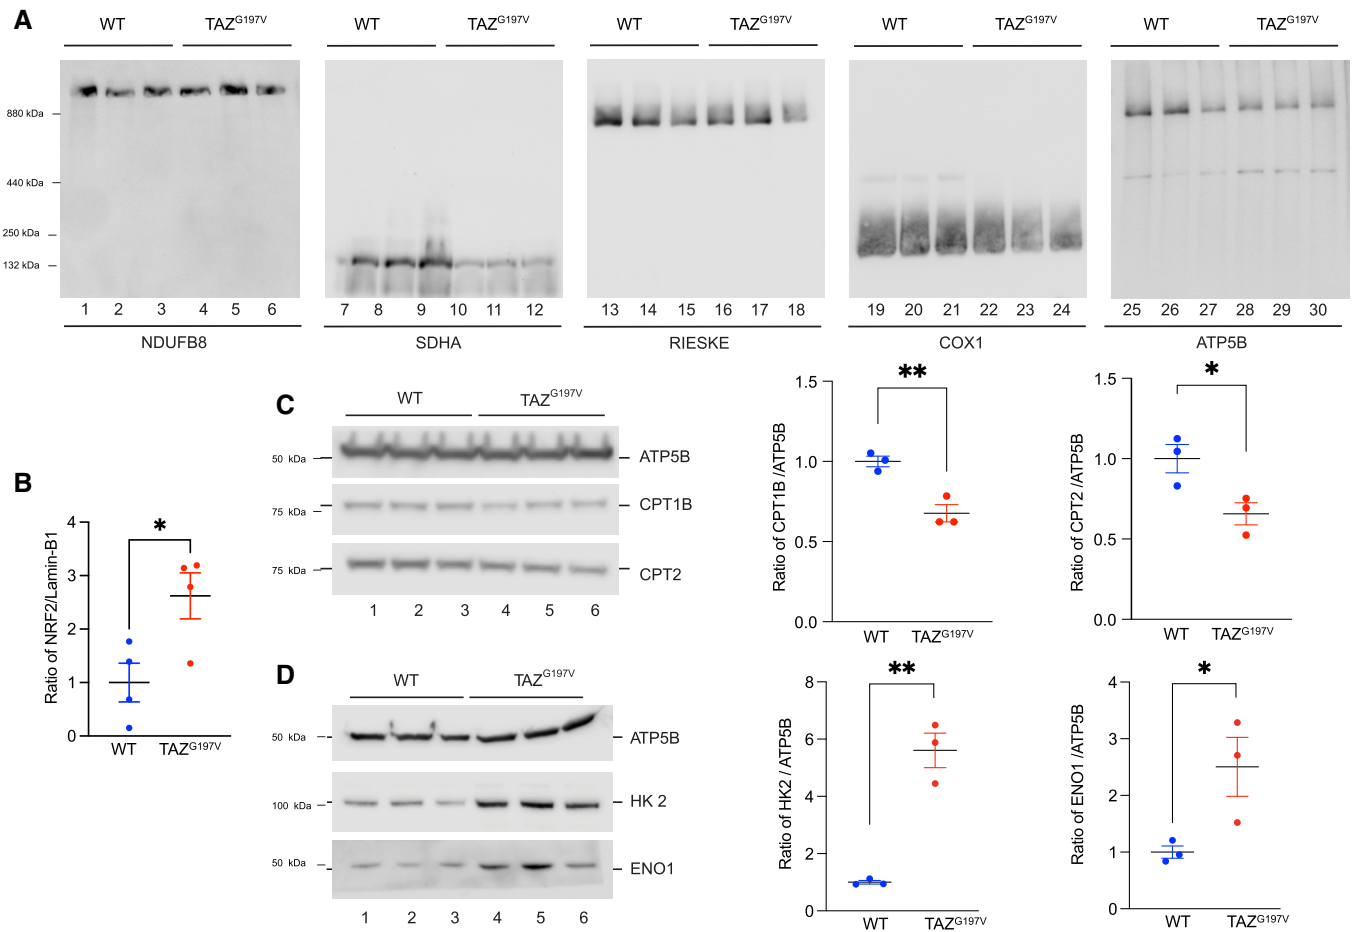 A
WT TAZG197V WT TAZG197V WT TAZG197V WT TAZG197V WT TAZG197V
880 kDa
440 kDa
250 kDa
132 kDa
1 2 3 4 5 6 7 8 9 10 11 12 13 14 15 16 17 18 19 20 21 22 23 24 25 26 27 28 29 30
NDUFB8 SDHA RIESKE COX1 ATP5B
B
Ratio of NRF2/Lamin-B1
4
3
2
1
0
*
WT TAZG197V
C
WT TAZG197V
50 kDa ATP5B
75 kDa CPT1B
75 kDa CPT2
1 2 3 4 5 6
Ratio of CPT1B /ATP5B
1.5
1.0
0.5
0.0
**
WT TAZG197V
Ratio of CPT2 /ATP5B
1.5
1.0
0.5
0.0
*
WT TAZG197V
D
WT TAZG197V
50 kDa ATP5B
100 kDa HK 2
50 kDa ENO1
1 2 3 4 5 6
Ratio of HK2 / ATP5B
8
6
4
2
0
**
WT TAZG197V
Ratio of ENO1 /ATP5B
4
3
2
1
0
*
WT TAZG197V